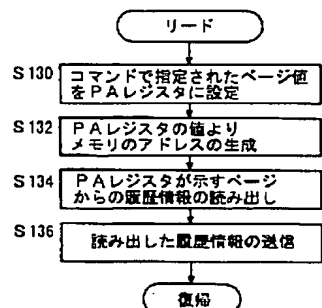 リード
S130
コマンドで指定されたページ値
をPAレジスタに設定
S132
PAレジスタの値より
メモリのアドレスの生成
S134
PAレジスタが示すページ
からの履歴情報の読み出し
S136
読み出した履歴情報の送信
復帰